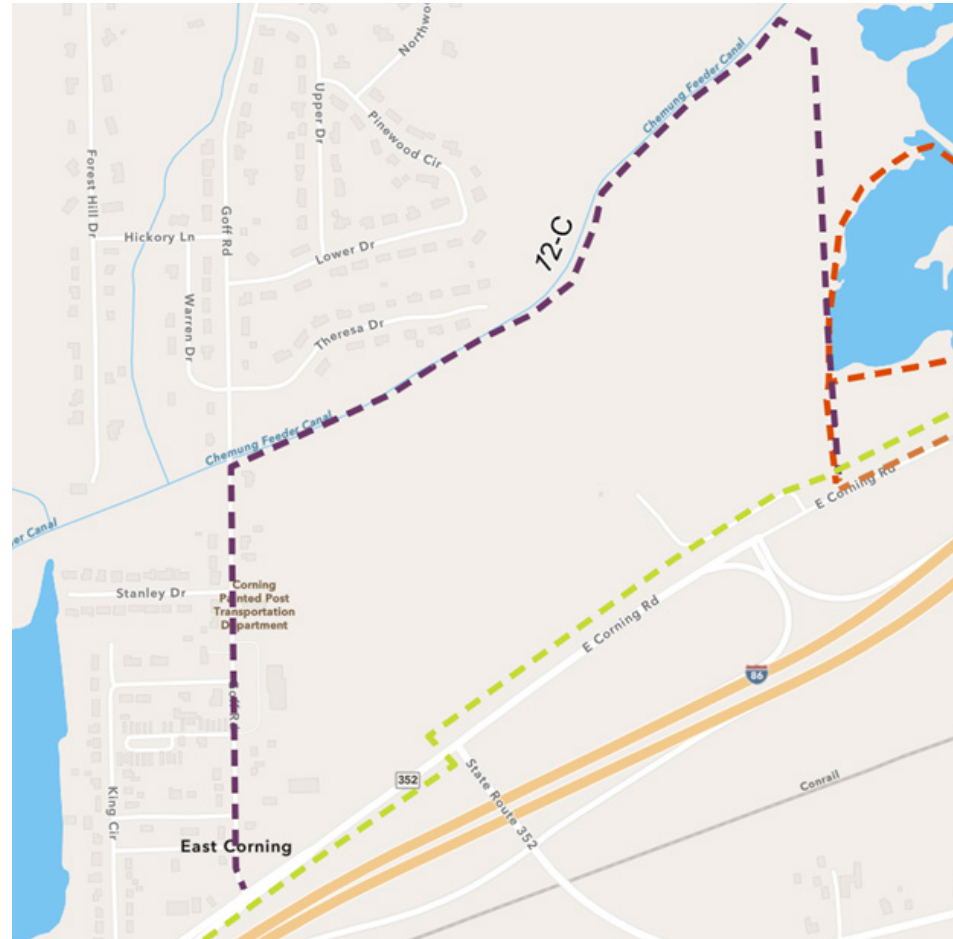 Northwo
Chemung Feeder Canal
Upper Dr
Pinewood Cir
Forest Hill Dr
Goff Rd
Hickory Ln
12-C
Lower Dr
Warren Dr
Theresa Dr
Chemung Feeder Canal
E Corning Rd
er Canal
Stanley Dr
Corning
Painted Post
Transportation
Department
E Corning Rd
86
Goff Rd
352
State Route 352
Conrail
King Cir
East Corning